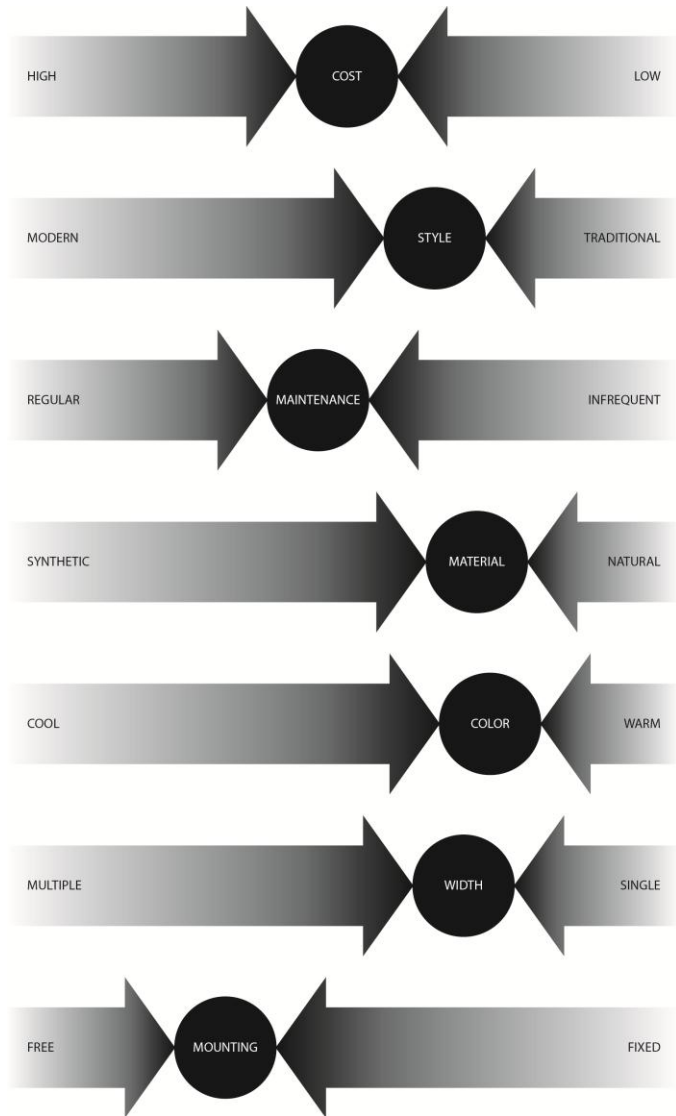 HIGH COST LOW
MODERN STYLE TRADITIONAL
REGULAR MAINTENANCE INFREQUENT
SYNTHETIC MATERIAL NATURAL
COOL COLOR WARM
MULTIPLE WIDTH SINGLE
FREE MOUNTING FIXED